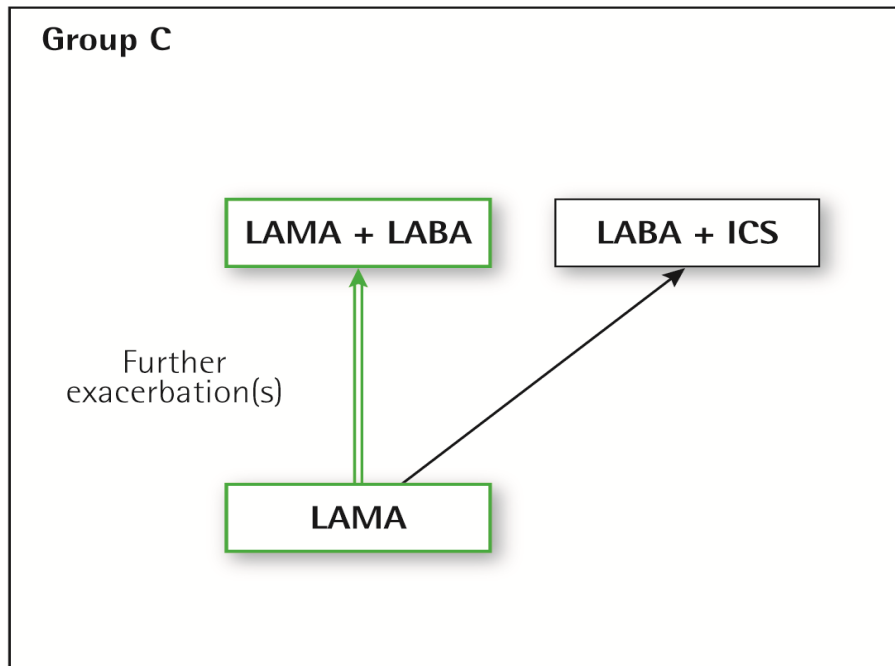 Group C
LAMA + LABA
LABA + ICS
Further
exacerbation(s)
LAMA